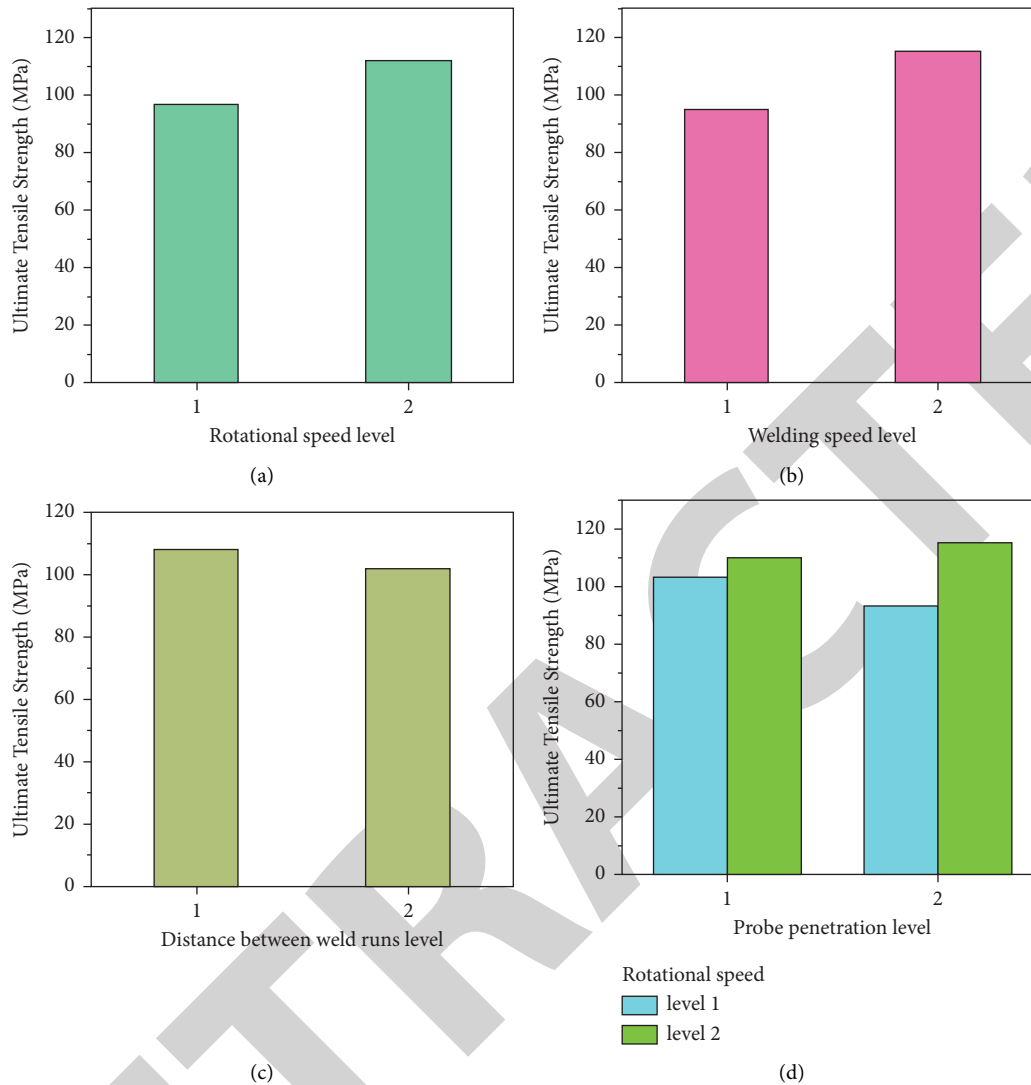 Ultimate Tensile Strength (MPa)
120
100
80
60
40
20
0
1 2
Rotational speed level
(a)
Ultimate Tensile Strength (MPa)
120
100
80
60
40
20
0
1 2
Welding speed level
(b)
Ultimate Tensile Strength (MPa)
120
100
80
60
40
20
0
1 2
Distance between weld runs level
(c)
Ultimate Tensile Strength (MPa)
120
100
80
60
40
20
0
1 2
Probe penetration level
Rotational speed
level 1
level 2
(d)